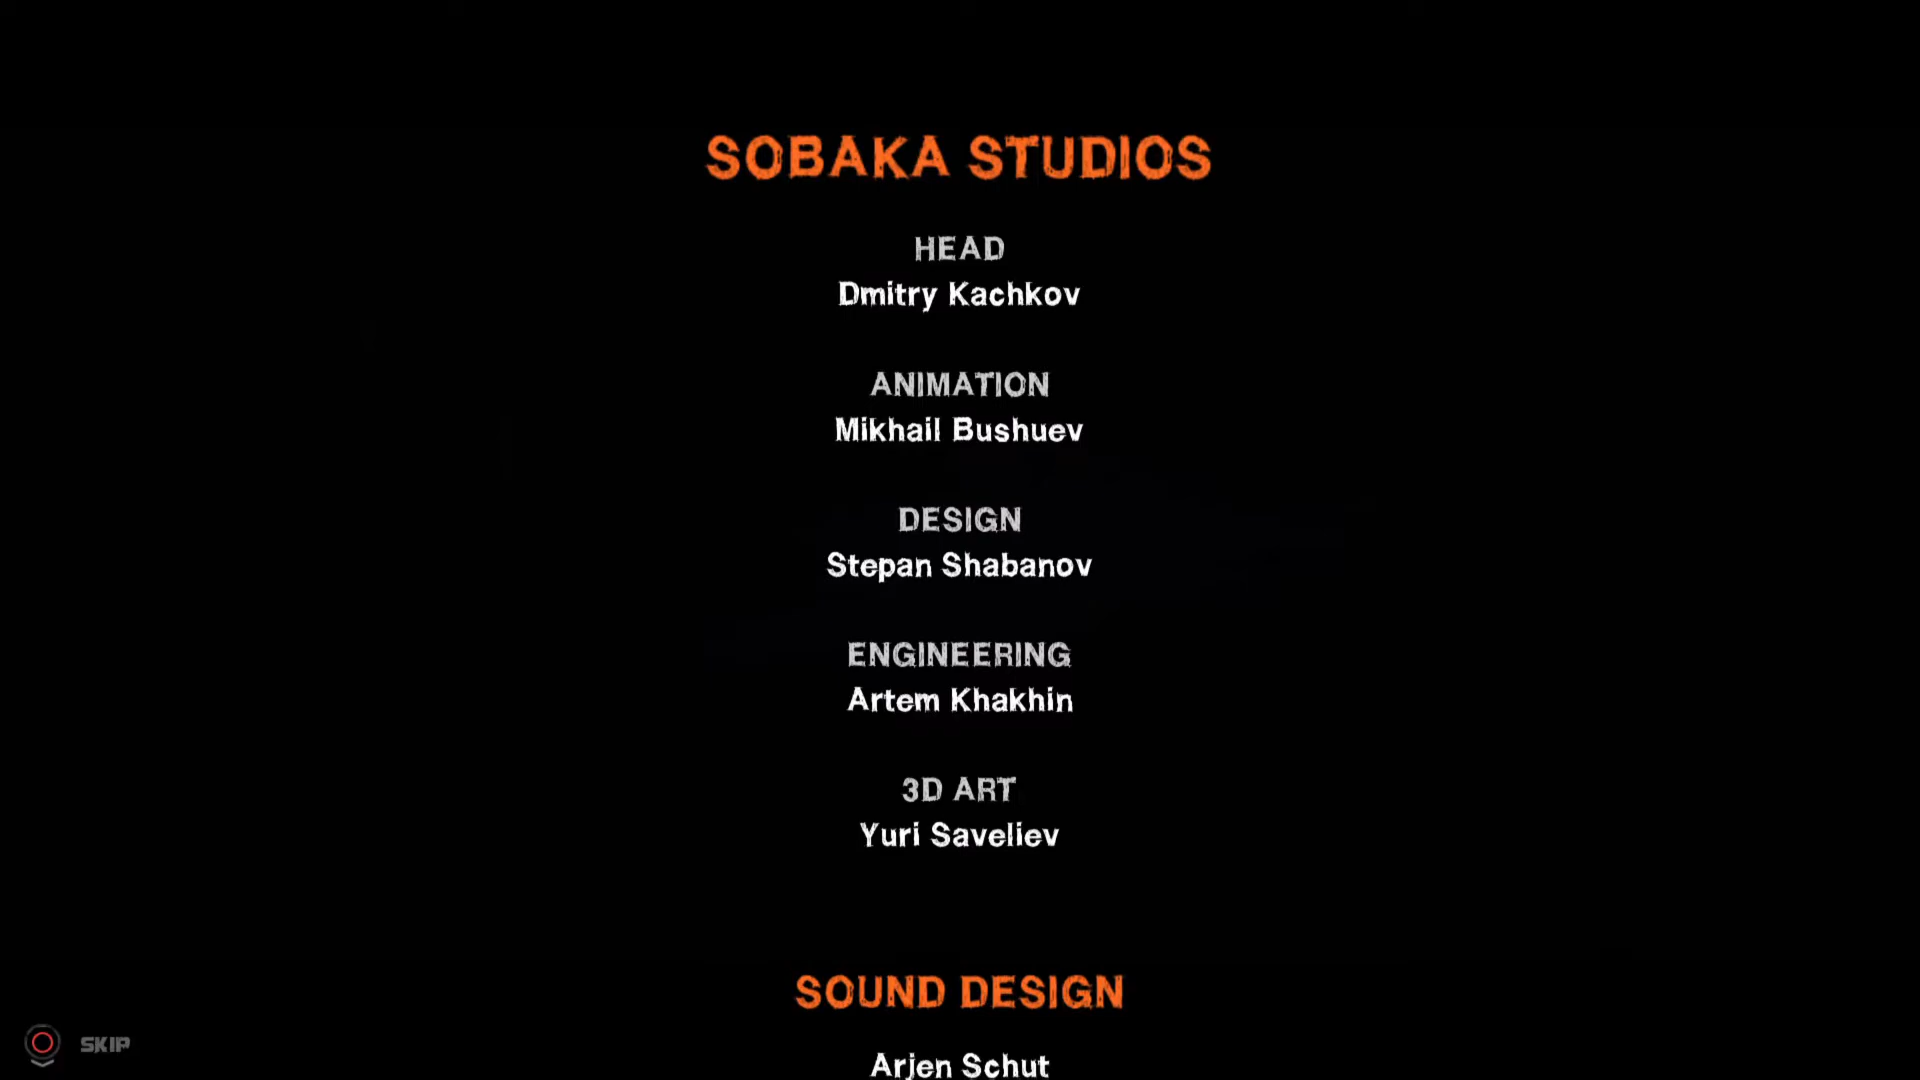 SOBAKA STUDIOS
HEAD
Dmitry Kachkov
ANIMATION
Mikhail Bushuev
DESIGN
Stepan Shabanov
ENGINEERING
Artem Khakhin
3D ART
Yuri Saveliev
SOUND DESIGN
Arjen Schut
SKIP